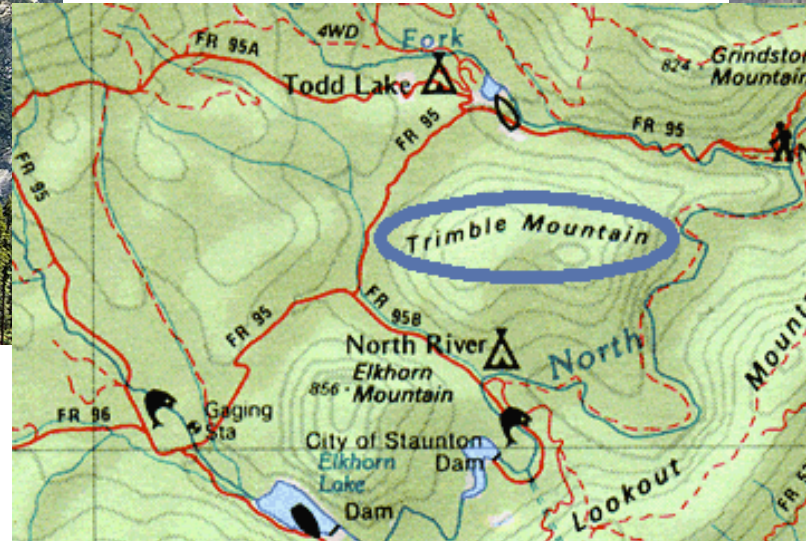 FR 95A
4WD
Fork
Todd Lake
824
Grindston
Mountain
FR 95
FR 95
FR 95
Trimble Mountain
FR 95
FR 95B
North River
North
Elkhorn
856 · Mountain
Mount
FR 96
Gaging
Sta
City of Staunton
Dam
Elkhorn
Lake
Dam
Lookout